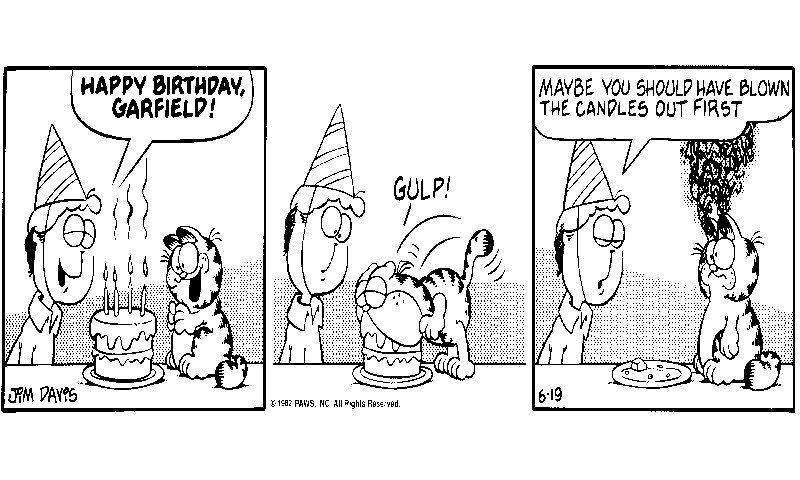 HAPPY BIRTHDAY,
GARFIELD!
JIM DAVIS
GULP!
© 1982 PAWS, INC. All Rights Reserved.
MAYBE YOU SHOULD HAVE BLOWN
THE CANDLES OUT FIRST
6-19